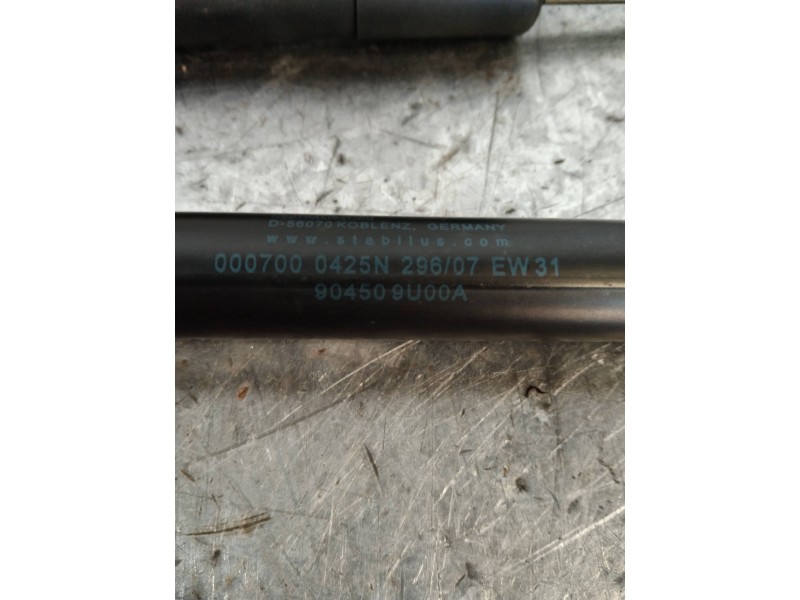 D-56070 KOBLENZ, GERMANY
www.stabilus.com
000700 0425N 296/07 EW31
90450 9U00A